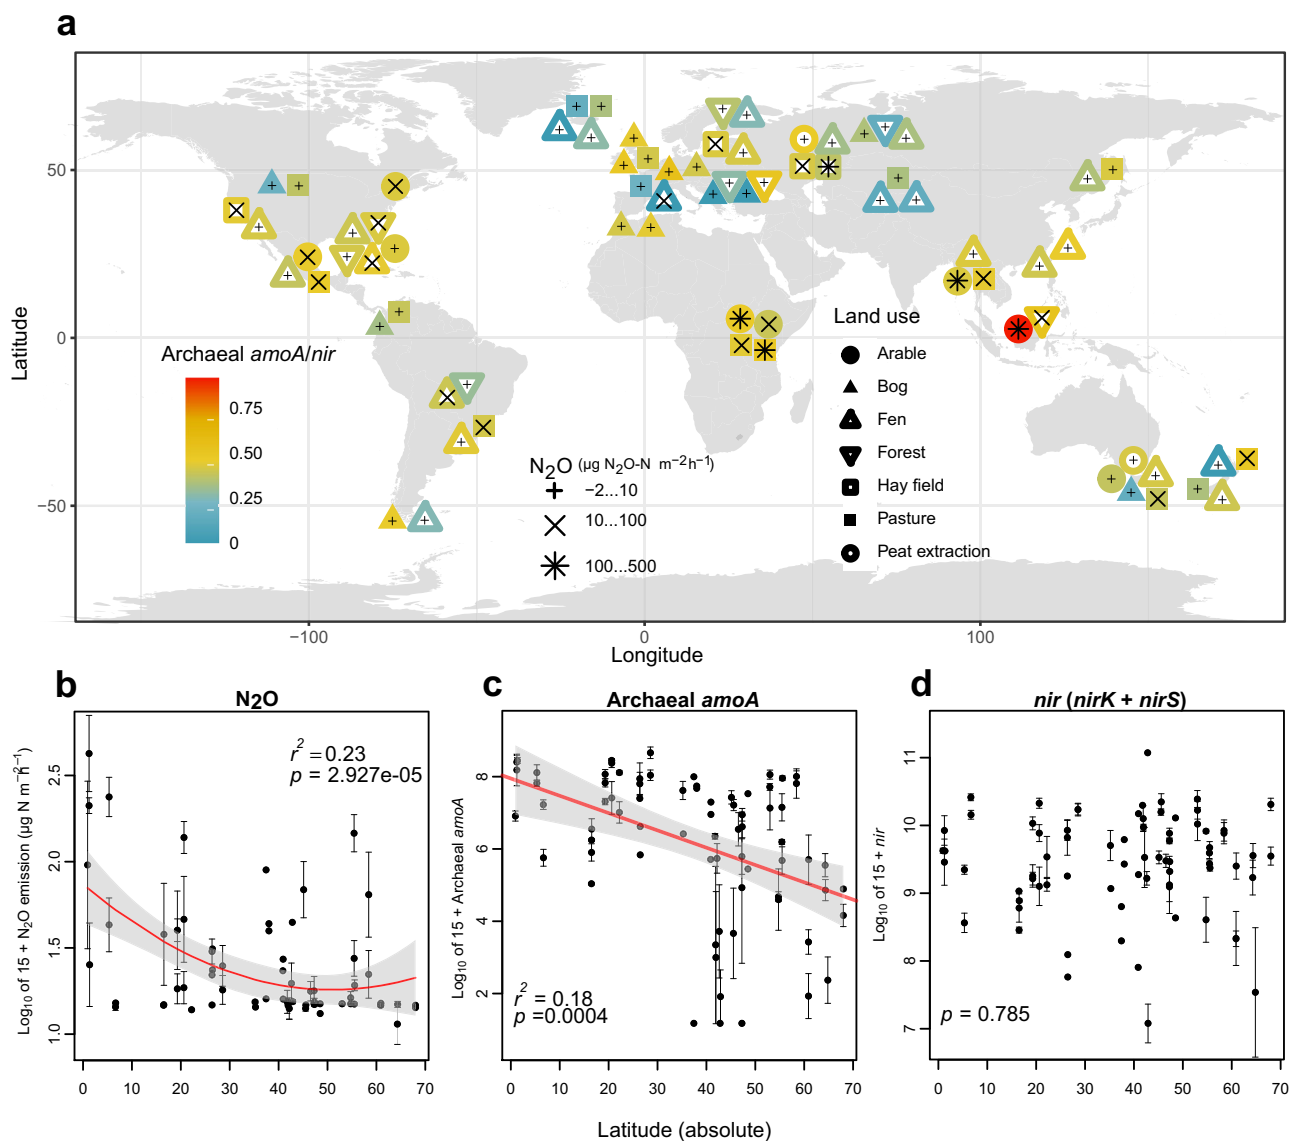 a
50
0
−50
Latitude
−100
0
100
Longitude
Archaeal amoA/nir
0.75
0.50
0.25
0
N2O (µg N2O-N m−2h−1)
−2...10
10...100
100...500
Land use
Arable
Bog
Fen
Forest
Hay field
Pasture
Peat extraction
b
N2O
r2 =0.23
p = 2.927e-05
Log10 of 15 + N2O emission (µg N m−2h−1)
2.5
2.0
1.5
1.0
0 10 20 30 40 50 60 70
c
Archaeal amoA
Log10 of 15 + Archaeal amoA
8
6
4
2
r2 = 0.18
p =0.0004
0 10 20 30 40 50 60 70
d
nir (nirK + nirS)
Log10 of 15 + nir
11
10
9
8
7
p = 0.785
0 10 20 30 40 50 60 70
Latitude (absolute)